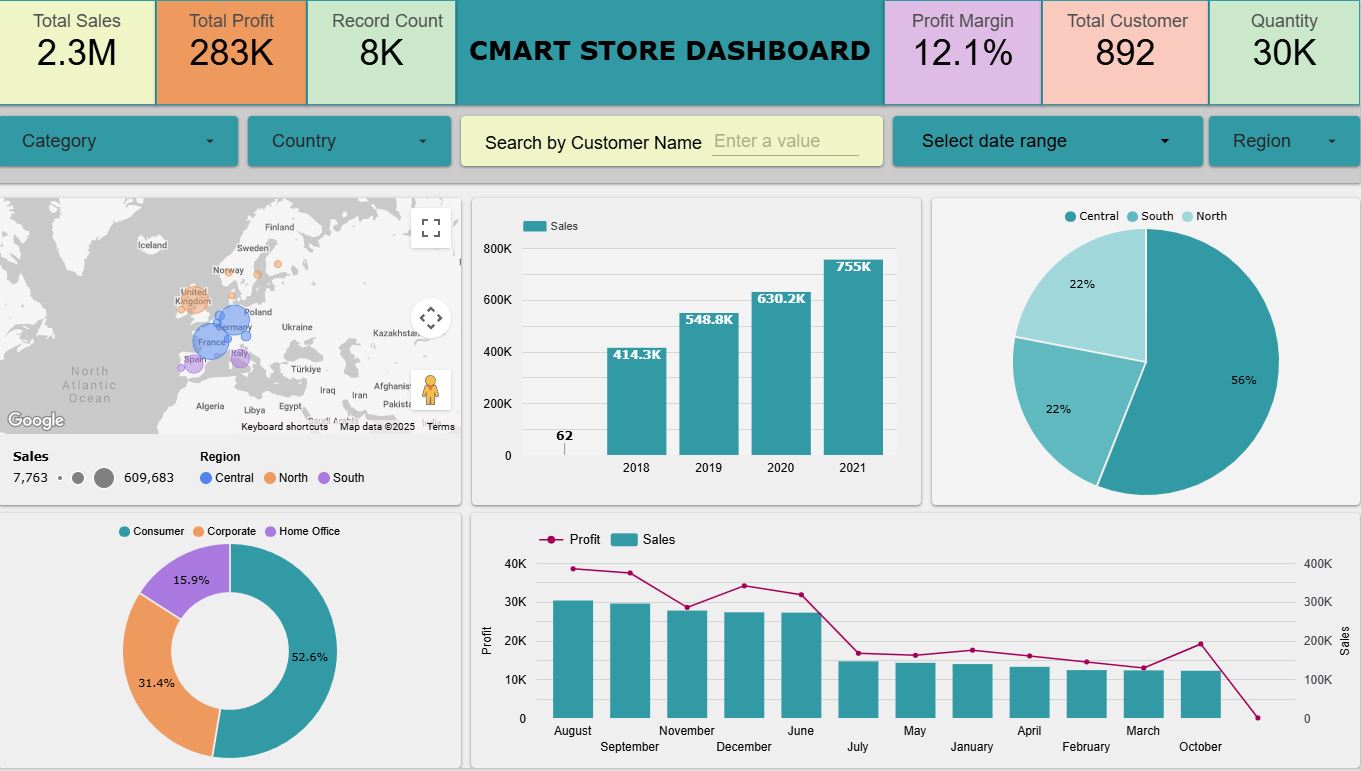 Total Sales
2.3M
Total Profit
283K
Record Count
8K
CMART STORE DASHBOARD
Profit Margin
12.1%
Total Customer
892
Quantity
30K
Category
Country
Search by Customer Name Enter a value
Select date range
Region
Iceland
Finland
Sweden
Norway
United
Kingdom
Poland
Germany
Ukraine
France
Kazakhstan
Spain
Italy
Türkiye
North
Atlantic
Ocean
Iraq
Iran
Afghanis
Algeria
Libya
Egypt
Pakista
Saudi Arabia
Google
Keyboard shortcuts
Map data ©2025
Terms
Sales
7,763
609,683
Region
Central
North
South
Sales
800K
600K
400K
200K
0
62
414.3K
548.8K
630.2K
755K
2018
2019
2020
2021
Central
South
North
22%
56%
22%
Consumer
Corporate
Home Office
15.9%
52.6%
31.4%
Profit
Sales
40K
30K
20K
10K
0
Profit
400K
300K
200K
100K
0
Sales
August
September
November
December
June
July
May
January
April
February
March
October